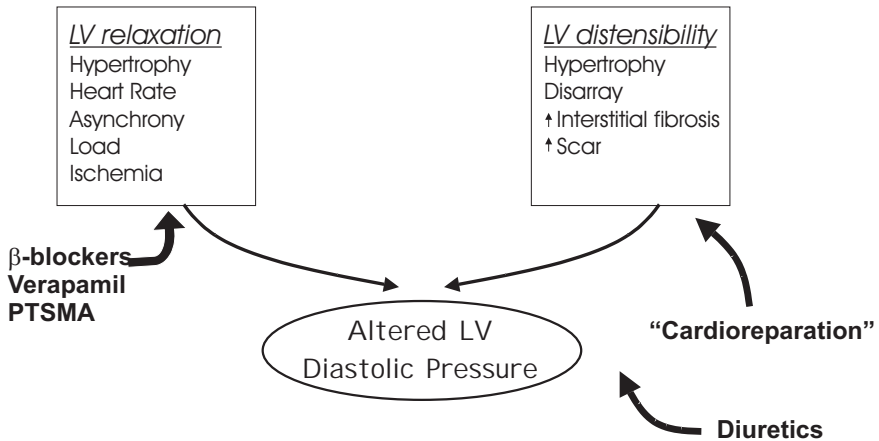 LV relaxation
Hypertrophy
Heart Rate
Asynchrony
Load
Ischemia
LV distensibility
Hypertrophy
Disarray
↑Interstitial fibrosis
↑Scar
β-blockers
Verapamil
PTSMA
Altered LV
Diastolic Pressure
“Cardioreparation”
Diuretics